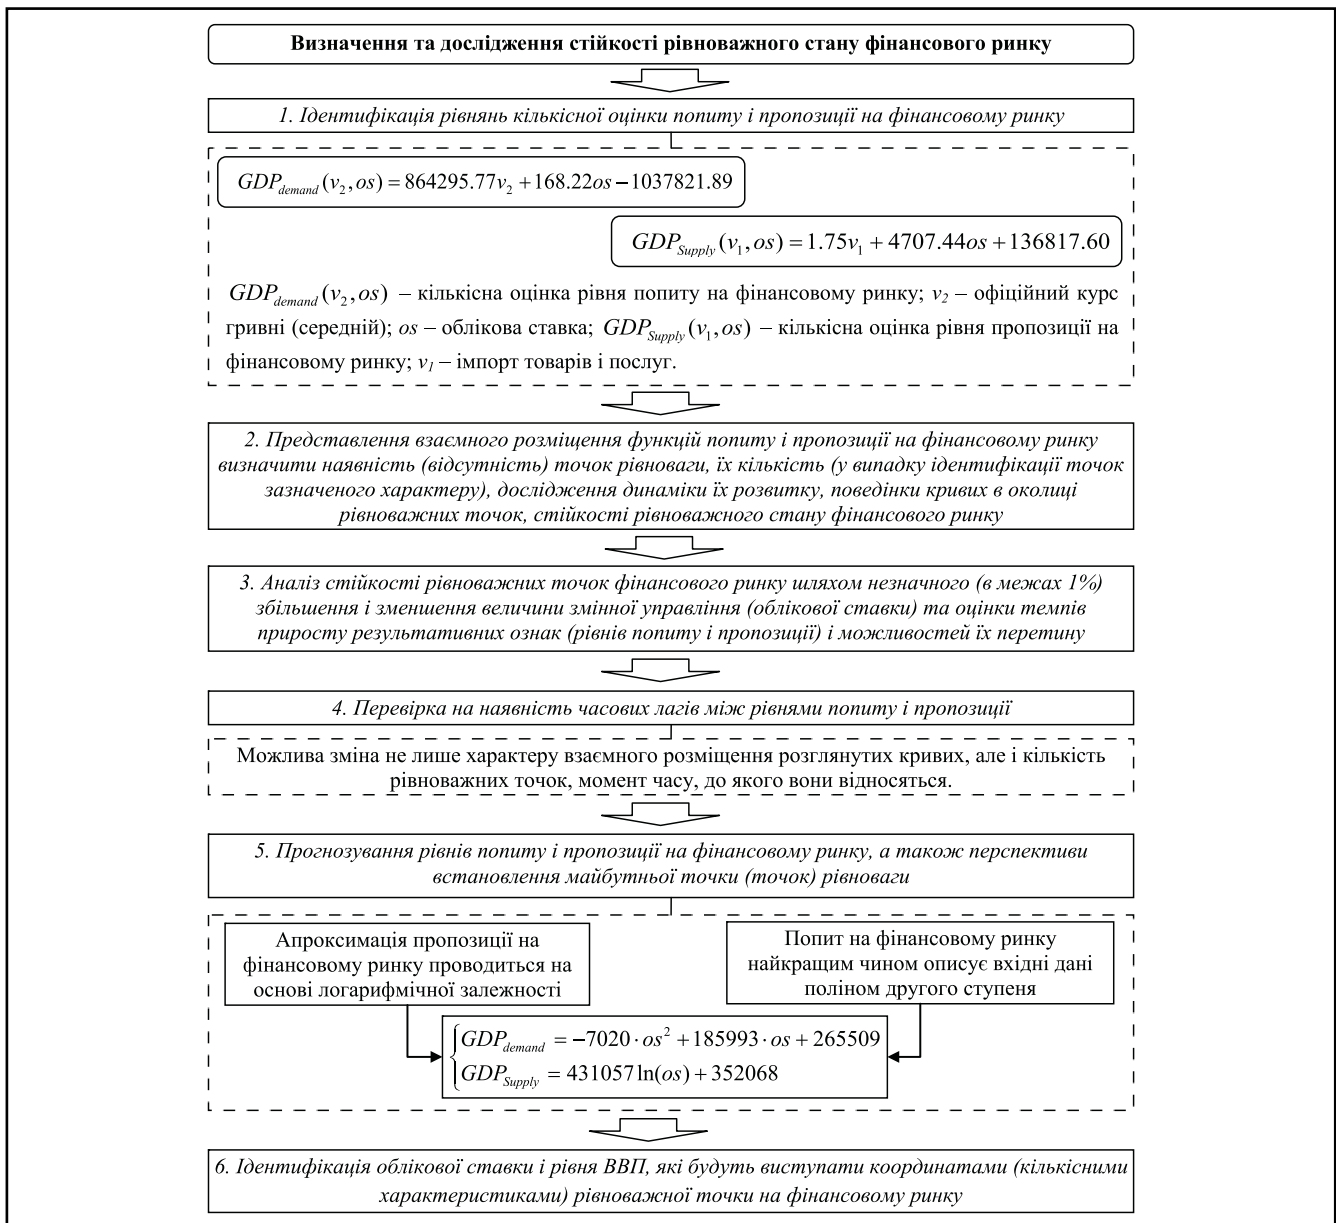 Визначення та дослідження стійкості рівноважного стану фінансового ринку
1. Ідентифікація рівнянь кількісної оцінки попиту і пропозиції на фінансовому ринку
GDP_demand (v₂, os) = 864295.77v₂ + 168.22os − 1037821.89
GDP_Supply (v₁, os) = 1.75v₁ + 4707.44os + 136817.60
GDP_demand (v₂, os) – кількісна оцінка рівня попиту на фінансовому ринку; v₂ – офіційний курс
гривні (середній); os – облікова ставка; GDP_Supply (v₁, os) – кількісна оцінка рівня пропозиції на
фінансовому ринку; v₁ – імпорт товарів і послуг.
2. Представлення взаємного розміщення функцій попиту і пропозиції на фінансовому ринку
визначити наявність (відсутність) точок рівноваги, їх кількість (у випадку ідентифікації точок
зазначеного характеру), дослідження динаміки їх розвитку, поведінки кривих в околиці
рівноважних точок, стійкості рівноважного стану фінансового ринку
3. Аналіз стійкості рівноважних точок фінансового ринку шляхом незначного (в межах 1%)
збільшення і зменшення величини змінної управління (облікової ставки) та оцінки темпів
приросту результативних ознак (рівнів попиту і пропозиції) і можливостей їх перетину
4. Перевірка на наявність часових лагів між рівнями попиту і пропозиції
Можлива зміна не лише характеру взаємного розміщення розглянутих кривих, але і кількість
рівноважних точок, момент часу, до якого вони відносяться.
5. Прогнозування рівнів попиту і пропозиції на фінансовому ринку, а також перспективи
встановлення майбутньої точки (точок) рівноваги
Апроксимація пропозиції на
фінансовому ринку проводиться на
основі логарифмічної залежності
Попит на фінансовому ринку
найкращим чином описує вхідні дані
поліном другого ступеня
GDP_demand = −7020 · os² + 185993 · os + 265509
GDP_Supply = 431057 ln(os) + 352068
6. Ідентифікація облікової ставки і рівня ВВП, які будуть виступати координатами (кількісними
характеристиками) рівноважної точки на фінансовому ринку